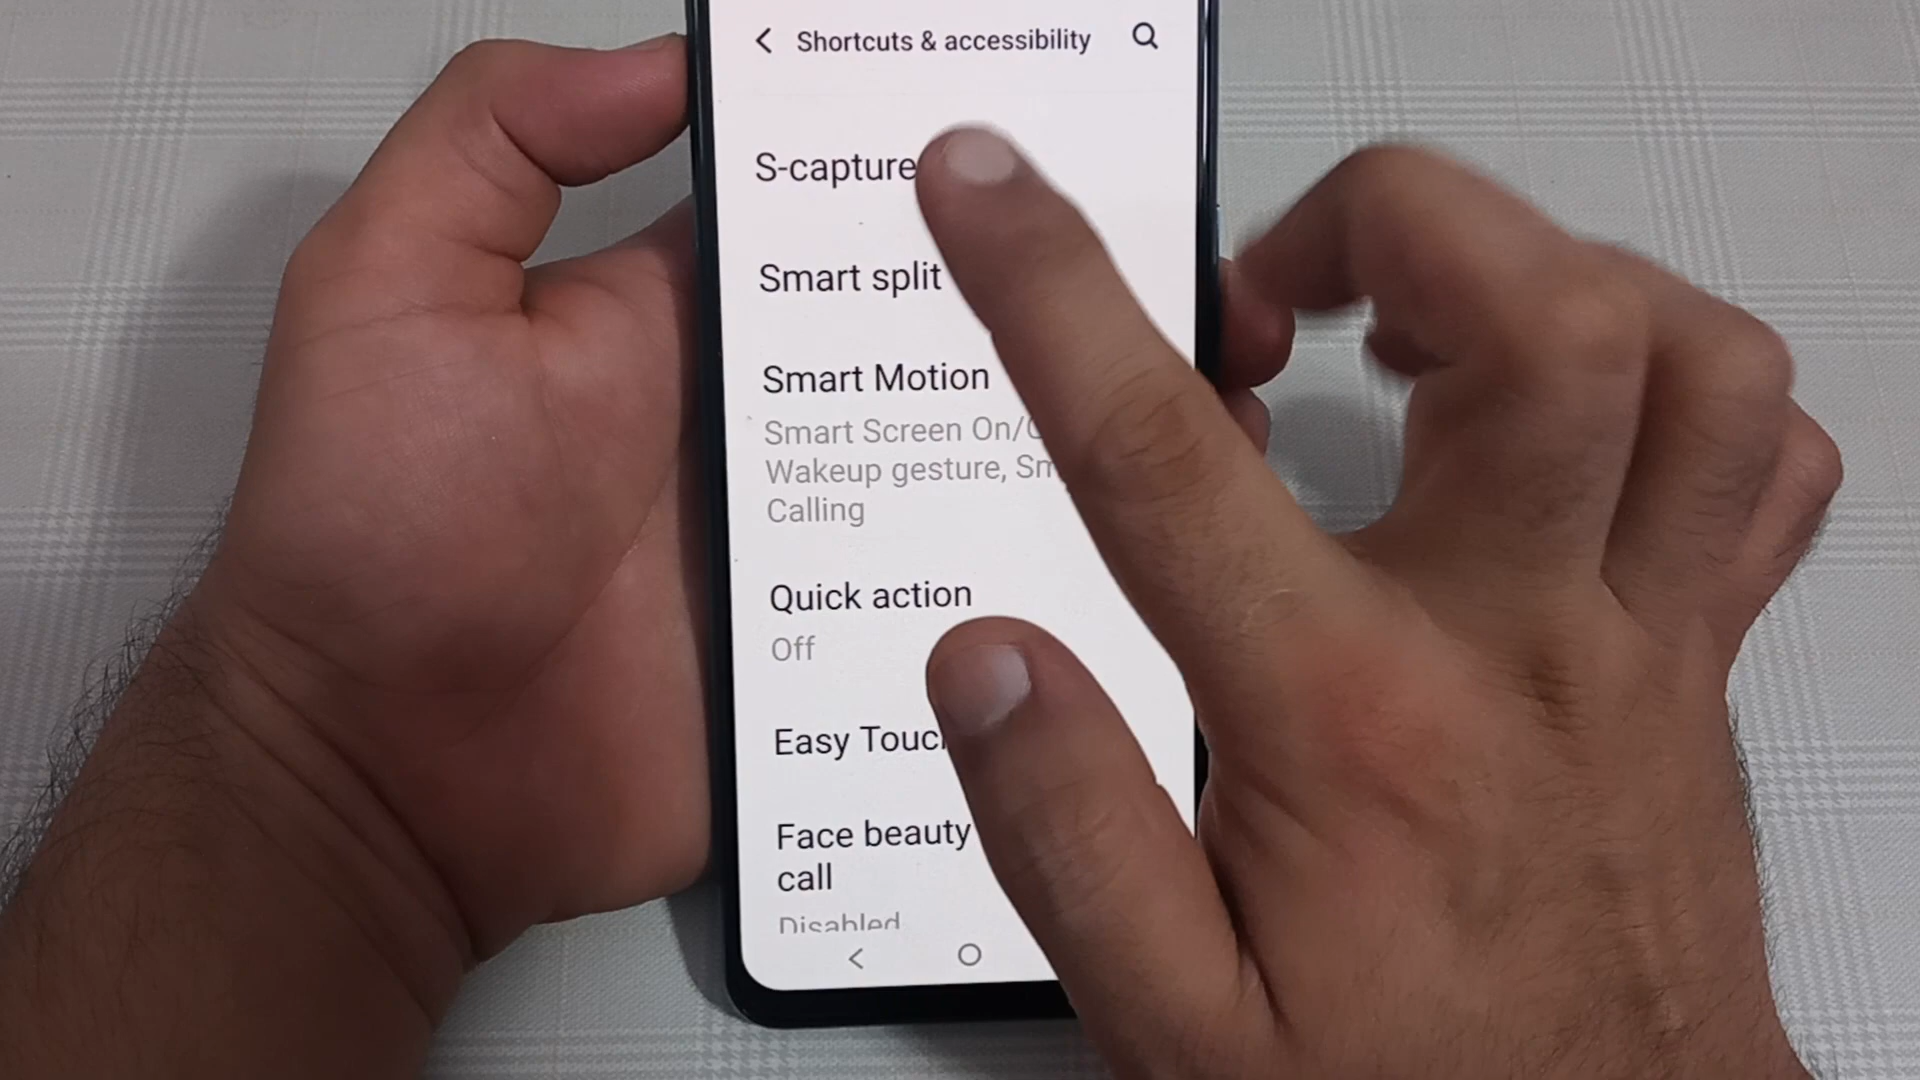 Shortcuts & accessibility
S-capture
Smart split
Smart Motion
Smart Screen On/
Wakeup gesture,
Calling
Quick action
Off
Easy
Face beauty
call
Disabled